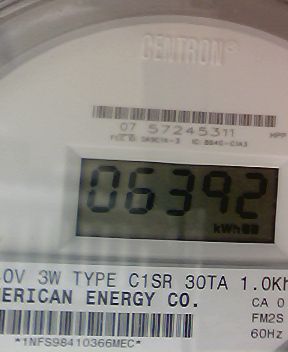 CENTRON®
07 57245311
06392
kWh
0V 3W TYPE C1SR 30TA 1.0Kh
ERICAN ENERGY CO.
CA 0
FM2S
60Hz
*1NFS98410366MEC*